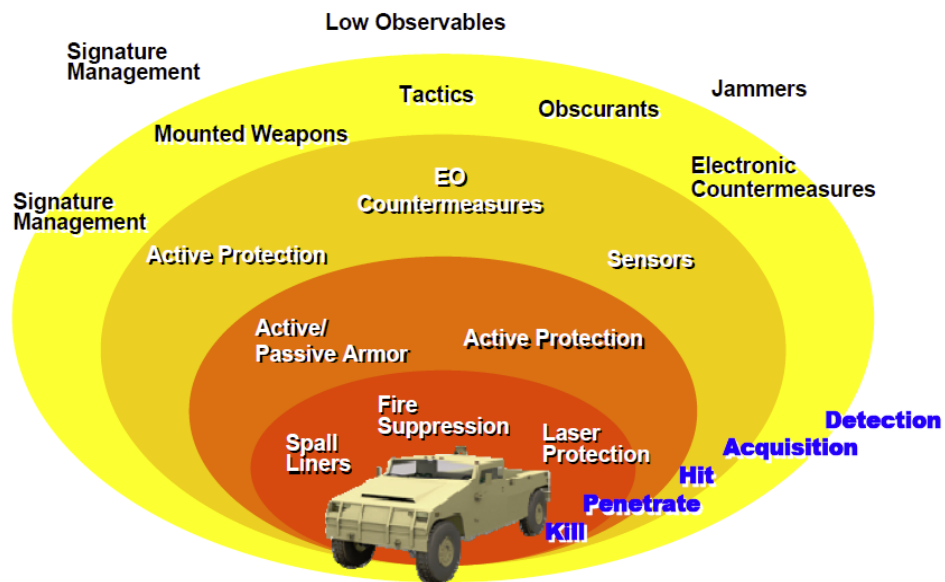 Low Observables
Signature
Management
Jammers
Tactics
Obscurants
Mounted Weapons
Electronic
Countermeasures
EO
Countermeasures
Signature
Management
Active Protection
Sensors
Active/
Passive Armor
Active Protection
Fire
Suppression
Spall
Liners
Laser
Protection
Detection
Acquisition
Hit
Penetrate
Kill